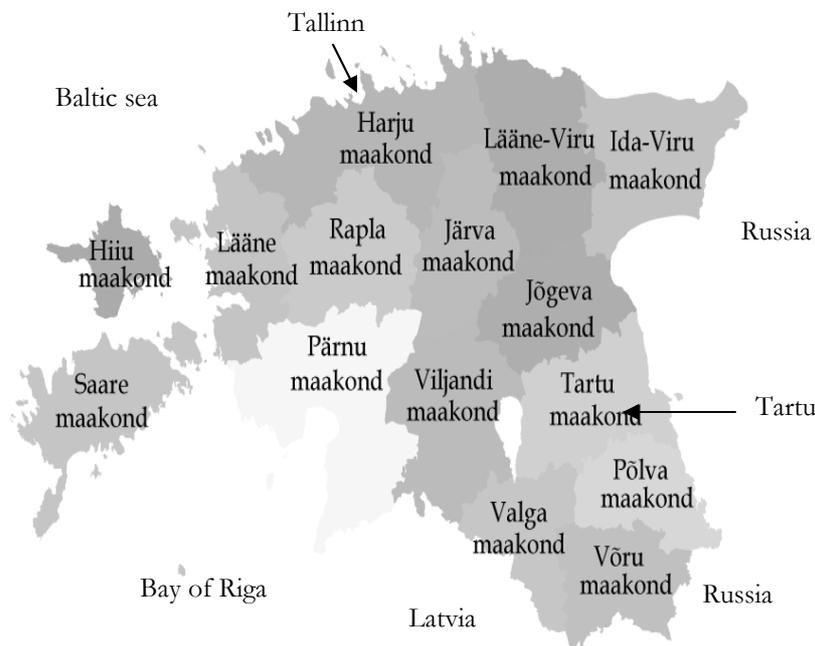 Tallinn
Baltic sea
Harju
maakond
Lääne-Viru
maakond
Ida-Viru
maakond
Russia
Hiiu
maakond
Lääne
maakond
Rapla
maakond
Järva
maakond
Jõgeva
maakond
Saare
maakond
Pärnu
maakond
Viljandi
maakond
Tartu
maakond
Tartu
Põlva
maakond
Valga
maakond
Võru
maakond
Bay of Riga
Latvia
Russia